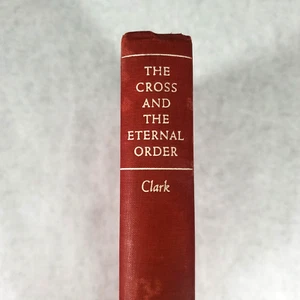 THE
CROSS
AND
THE
ETERNAL
ORDER
Clark